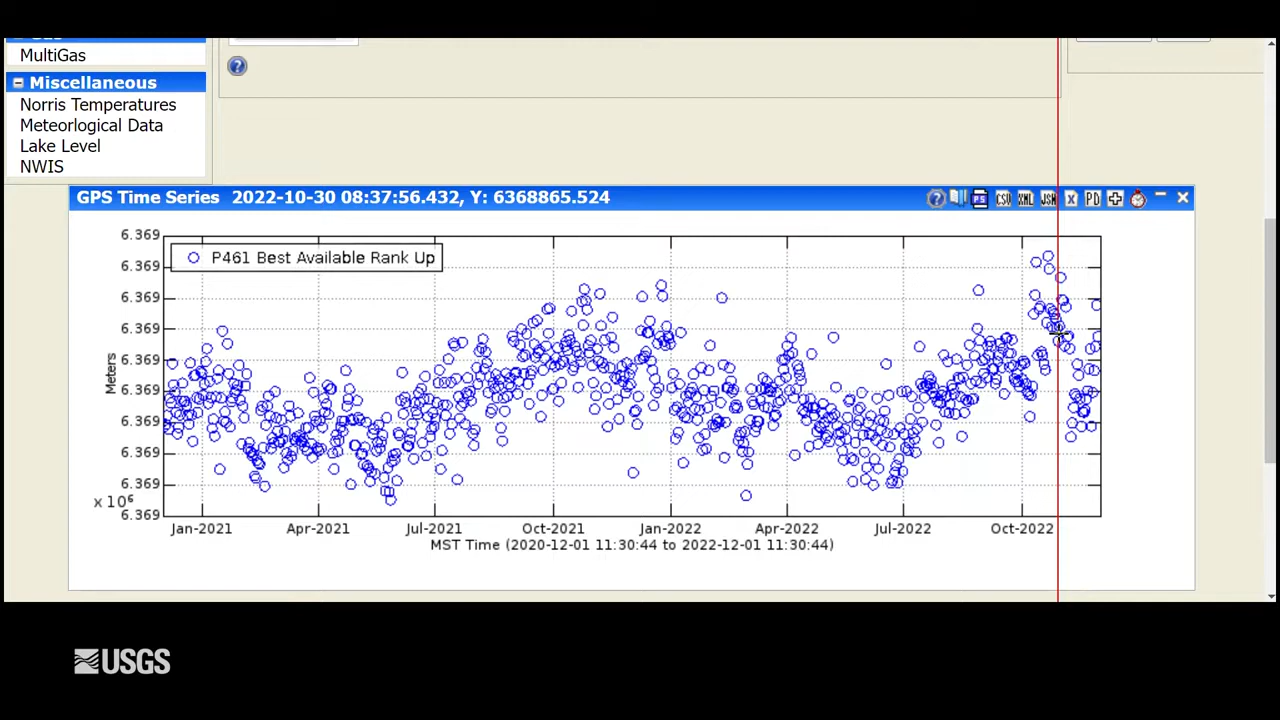 MultiGas
Miscellaneous
Norris Temperatures
Meteorlogical Data
Lake Level
NWIS
GPS Time Series 2022-10-30 08:37:56.432, Y: 6368865.524
CSV XML JSN X PD
6.369
P461 Best Available Rank Up
6.369
6.369
6.369
6.369
6.369
6.369
6.369
6.369
6.369
Meters
x 10⁶
Jan-2021 Apr-2021 Jul-2021 Oct-2021 Jan-2022 Apr-2022 Jul-2022 Oct-2022
MST Time (2020-12-01 11:30:44 to 2022-12-01 11:30:44)
USGS